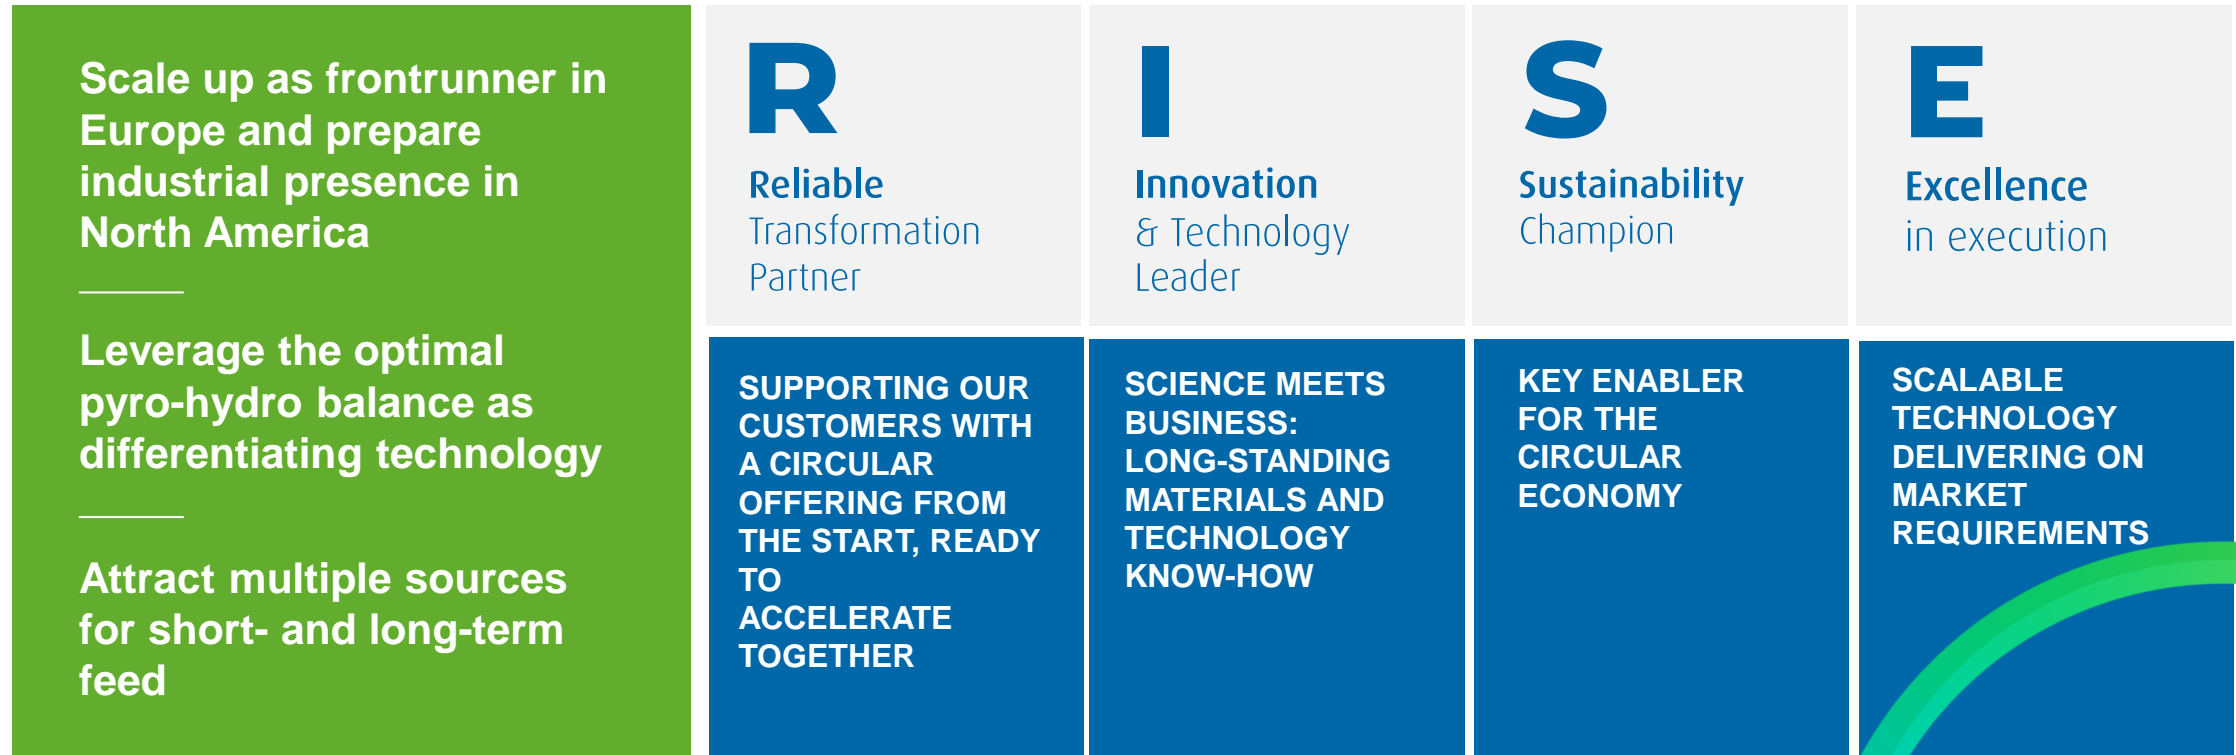 Scale up as frontrunner in
Europe and prepare
industrial presence in
North America
Leverage the optimal
pyro-hydro balance as
differentiating technology
Attract multiple sources
for short- and long-term
feed
R
Reliable
Transformation
Partner
I
Innovation
& Technology
Leader
S
Sustainability
Champion
E
Excellence
in execution
SUPPORTING OUR
CUSTOMERS WITH
A CIRCULAR
OFFERING FROM
THE START, READY
TO
ACCELERATE
TOGETHER
SCIENCE MEETS
BUSINESS:
LONG-STANDING
MATERIALS AND
TECHNOLOGY
KNOW-HOW
KEY ENABLER
FOR THE
CIRCULAR
ECONOMY
SCALABLE
TECHNOLOGY
DELIVERING ON
MARKET
REQUIREMENTS